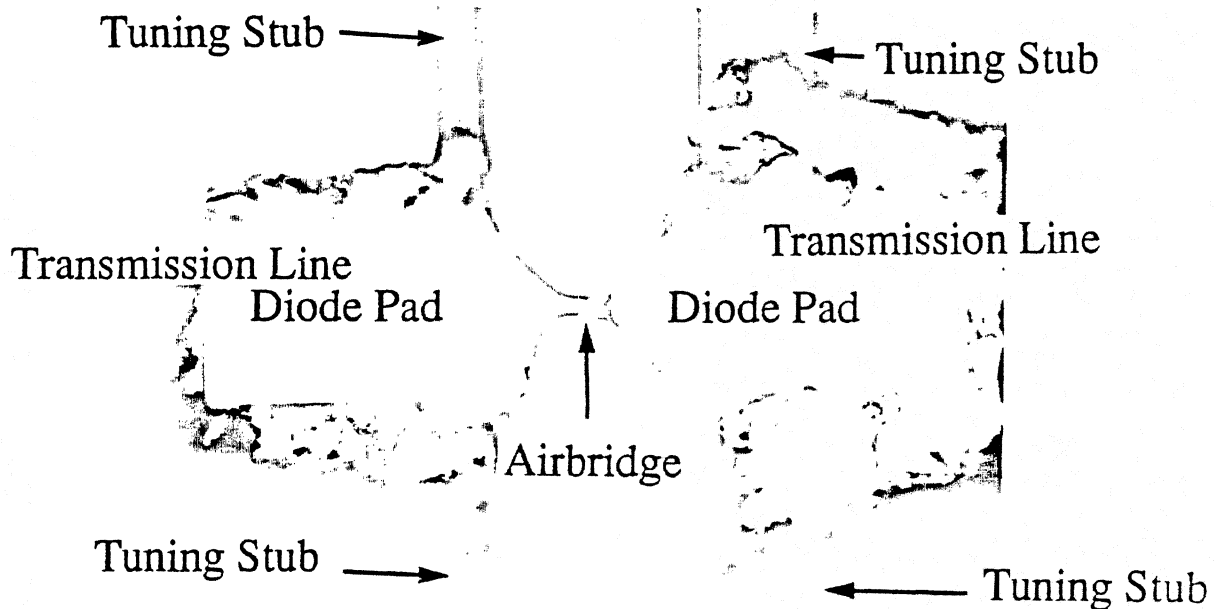 Tuning Stub
Tuning Stub
Transmission Line
Transmission Line
Diode Pad
Diode Pad
Airbridge
Tuning Stub
Tuning Stub